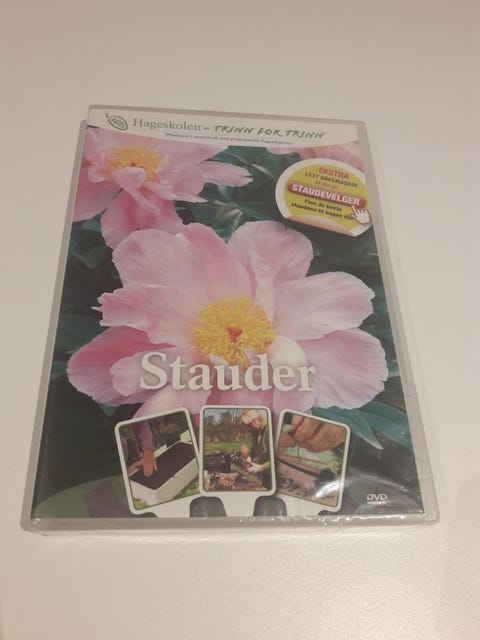 Hageskolen - TRINN FOR TRINN
Produsert i samarbeid med profesjonelle hageeksperter
EKSTRA
LETT SØKEMASKIN
STAUDEVELGER
Finn de beste
staudene til hagen din
Stauder
DVD